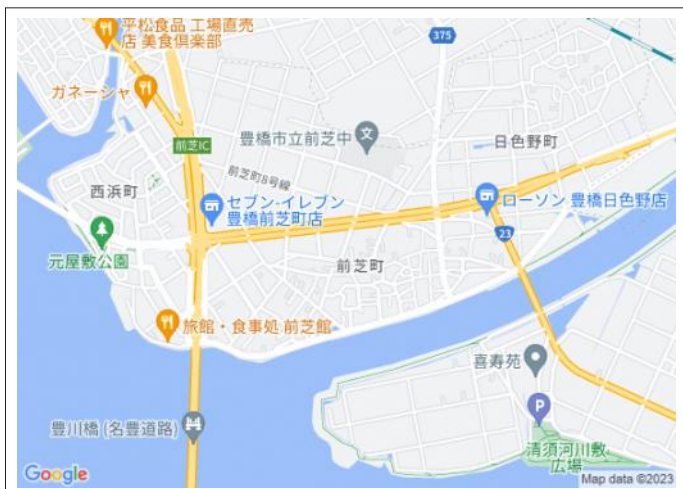 平松食品 工場直売
店 美食倶楽部
375
ガネーシャ
前芝IC
豊橋市立前芝中
文
日色野町
前芝町8号線
西浜町
セブン-イレブン
豊橋前芝町店
ローソン 豊橋日色野店
23
元屋敷公園
前芝町
旅館・食事処 前芝館
喜寿苑
P
豊川橋 (名豊道路)
清須河川敷
広場
Google
Map data ©2023